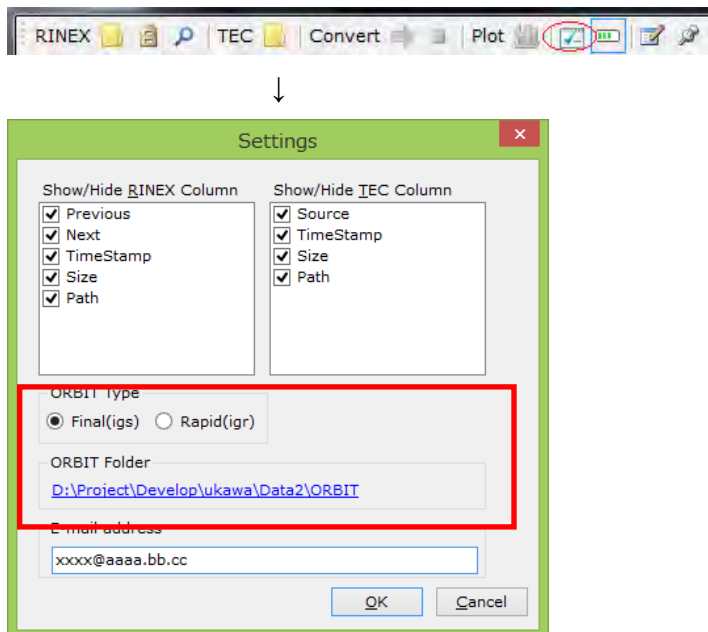 RINEX TEC Convert Plot
↓
Settings
Show/Hide RINEX Column Show/Hide TEC Column
Previous Source
Next TimeStamp
TimeStamp Size
Size Path
Path
ORBIT Type
Final(igs) Rapid(igr)
ORBIT Folder
D:\Project\Develop\ukawa\Data2\ORBIT
E-mail address
xxxx@aaaa.bb.cc
OK Cancel